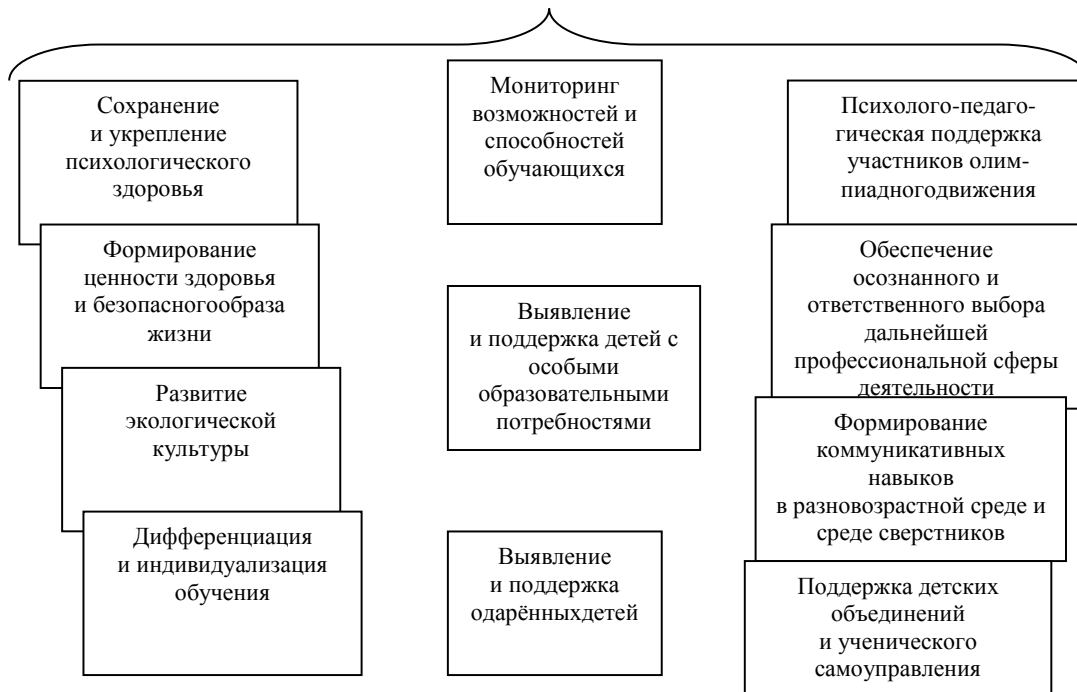 Сохранение
и укрепление
психологического
здоровья
Формирование
ценности здоровья
и безопасногообраза
жизни
Развитие
экологической
культуры
Дифференциация
и индивидуализация
обучения
Мониторинг
возможностей и
способностей
обучающихся
Выявление
и поддержка детей с
особыми
образовательными
потребностями
Выявление
и поддержка
одарённыхдетей
Психолого-педаго-
гическая поддержка
участников олим-
пиадногодвижения
Обеспечение
осознанного и
ответственного выбора
дальнейшей
профессиональной сферы
деятельности
Формирование
коммуникативных
навыков
в разновозрастной среде и
среде сверстников
Поддержка детских
объединений
и ученического
самоуправления